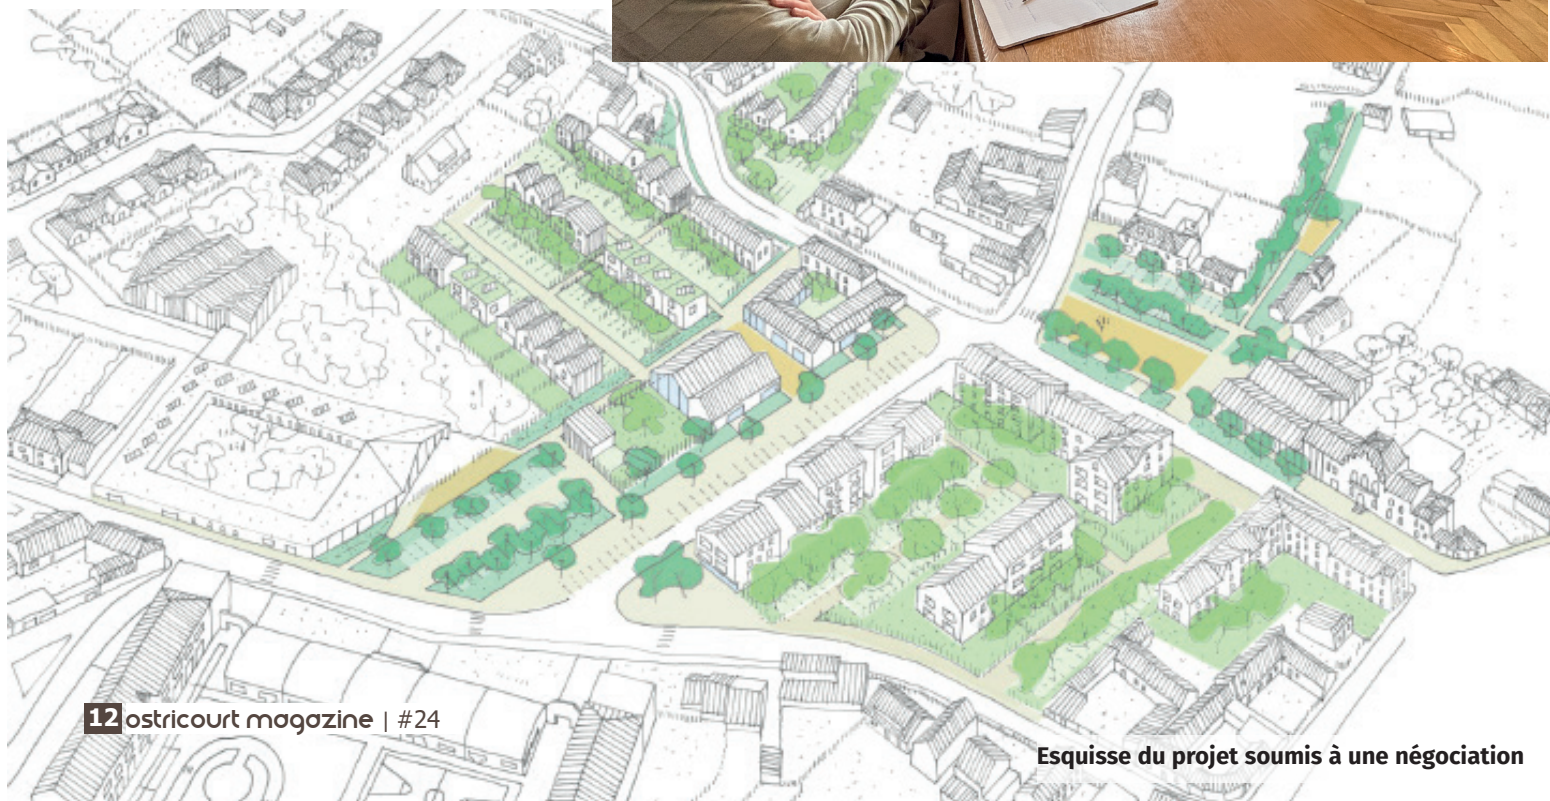 12 ostricourt magazine | #24
Esquisse du projet soumis à une négociation